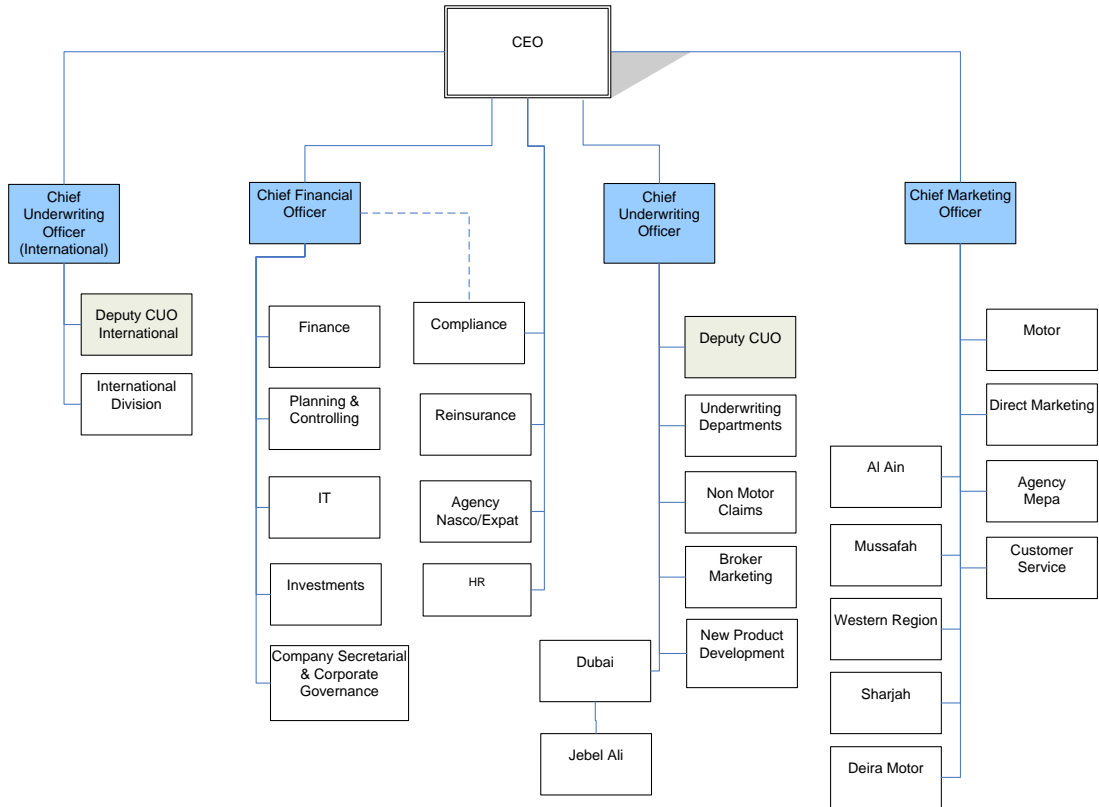 CEO
Chief
Underwriting
Officer
(International)
Deputy CUO
International
International
Division
Chief Financial
Officer
Finance
Planning &
Controlling
IT
Investments
Company Secretarial
& Corporate
Governance
Compliance
Reinsurance
Agency
Nasco/Expat
HR
Chief
Underwriting
Officer
Deputy CUO
Underwriting
Departments
Non Motor
Claims
Broker
Marketing
New Product
Development
Dubai
Jebel Ali
Chief Marketing
Officer
Motor
Direct Marketing
Agency
Mepa
Customer
Service
Al Ain
Mussafah
Western Region
Sharjah
Deira Motor